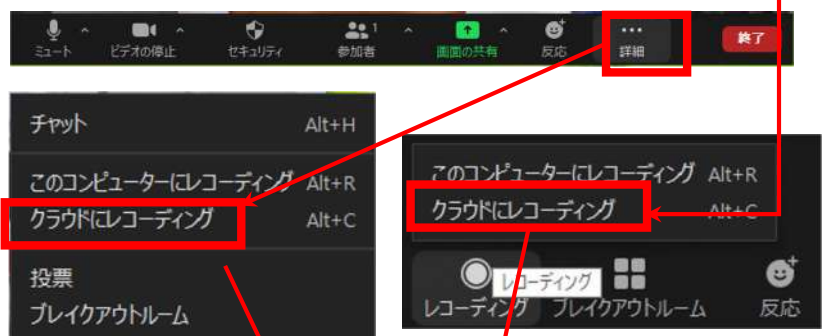 1
ミュート ビデオの停止 セキュリティ 参加者 画面の共有 反応 詳細 終了
チャット Alt+H
このコンピューターにレコーディング Alt+R
クラウドにレコーディング Alt+C
投票
ブレイクアウトルーム
このコンピューターにレコーディング Alt+R
クラウドにレコーディング Alt+C
レコーディング
レコーディング ブレイクアウトルーム 反応